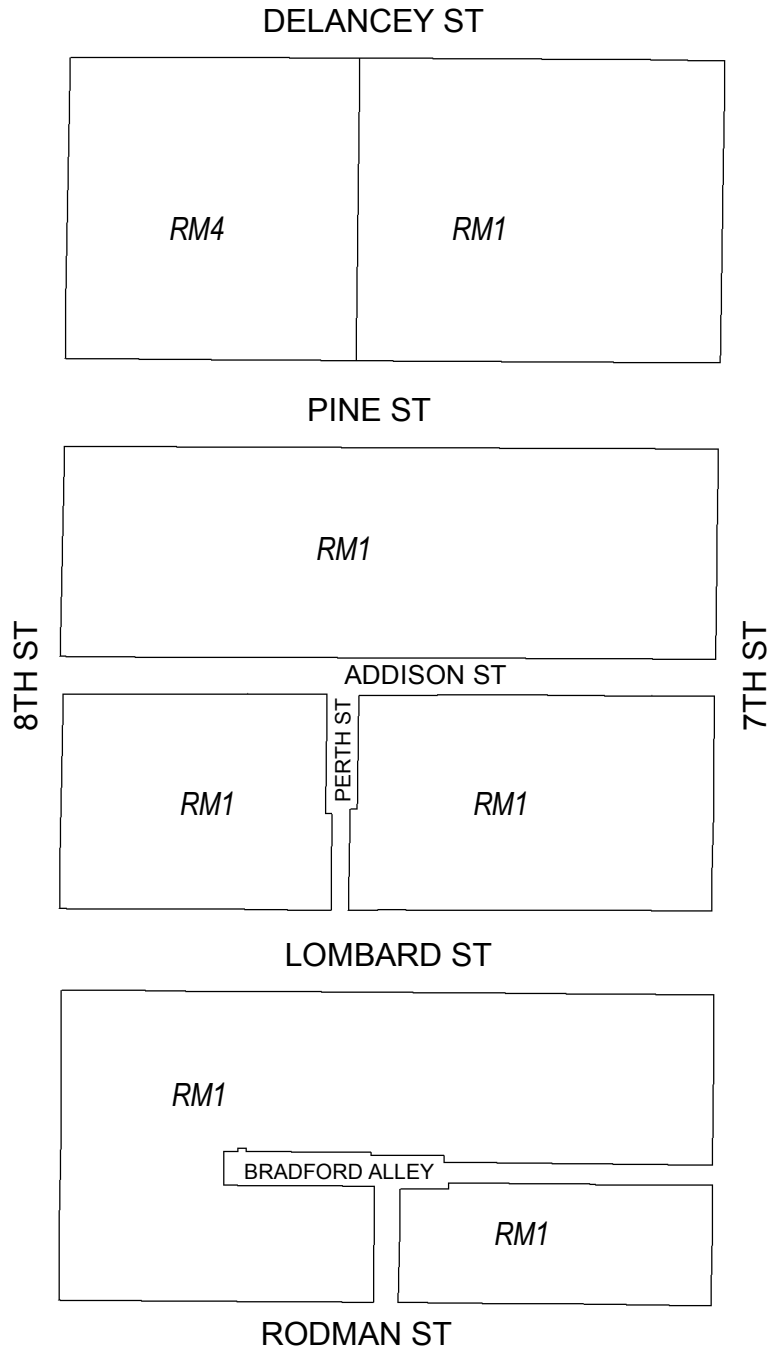 DELANCEY ST
RM4
RM1
PINE ST
RM1
8TH ST
7TH ST
ADDISON ST
PERTH ST
RM1
RM1
LOMBARD ST
RM1
BRADFORD ALLEY
RM1
RODMAN ST